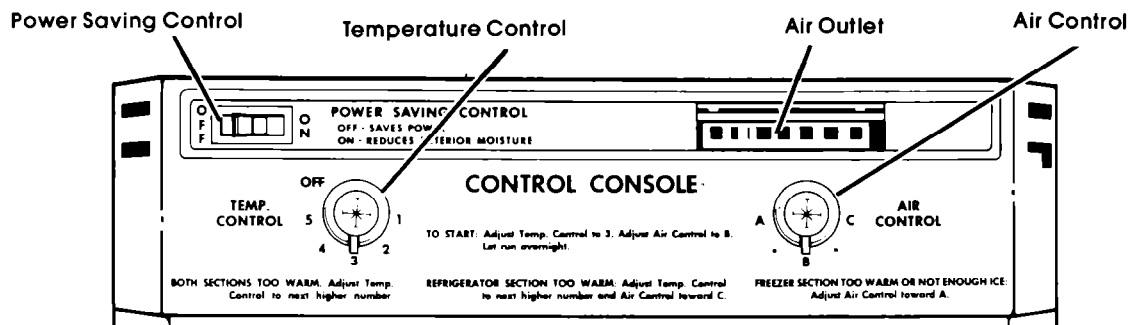 Power Saving Control
Temperature Control
Air Outlet
Air Control
OFF
ON
POWER SAVING CONTROL
OFF - SAVES POWER
ON - REDUCES EXTERIOR MOISTURE
CONTROL CONSOLE
TEMP.
CONTROL
OFF
5
4
3
2
1
TO START: Adjust Temp. Control to 3. Adjust Air Control to B.
Let run overnight.
A
B
C
AIR
CONTROL
BOTH SECTIONS TOO WARM. Adjust Temp.
Control to next higher number
REFRIGERATOR SECTION TOO WARM: Adjust Temp. Control
to next higher number and Air Control toward C.
FREEZER SECTION TOO WARM OR NOT ENOUGH ICE:
Adjust Air Control toward A.